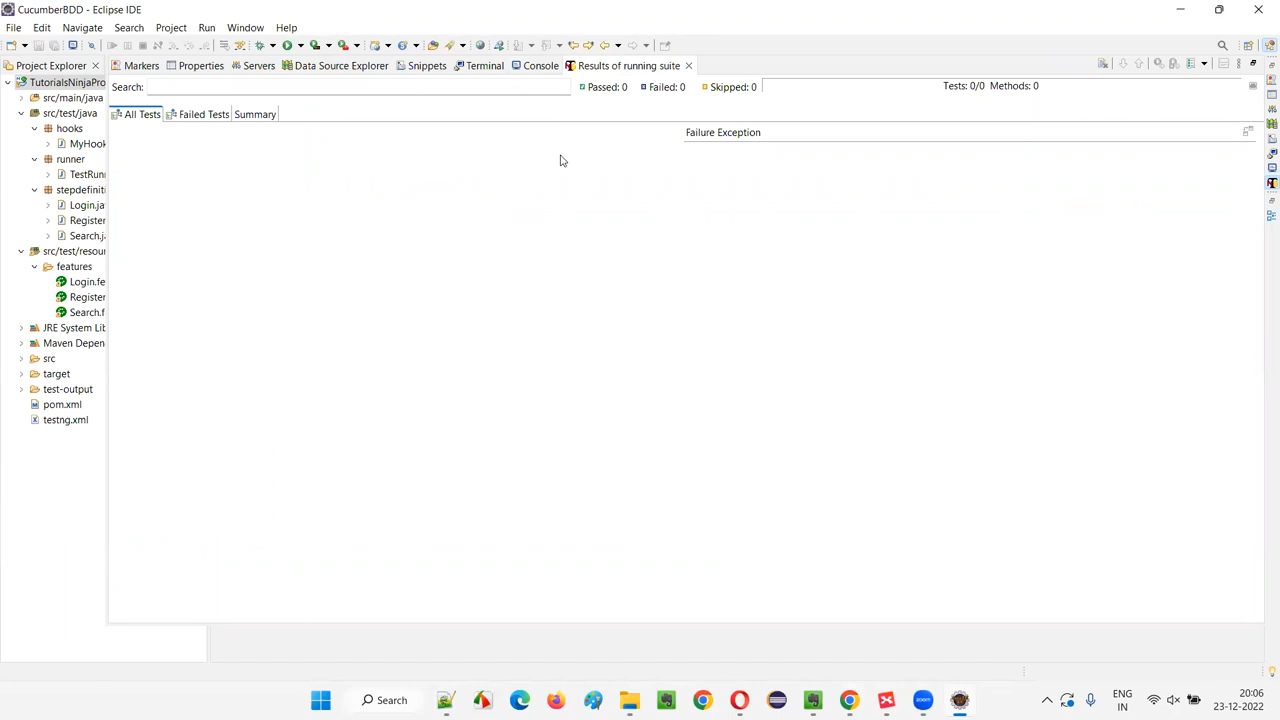 CucumberBDD - Eclipse IDE
File Edit Navigate Search Project Run Window Help
Project Explorer
Markers Properties Servers Data Source Explorer Snippets Terminal Console Results of running suite
TutorialsNinjaPro
Search: Passed: 0 Failed: 0 Skipped: 0 Tests: 0/0 Methods: 0
src/main/java
src/test/java
All Tests Failed Tests Summary
hooks
Failure Exception
MyHook
runner
TestRunn
stepdefinit
Login.ja
Register
Search.j
src/test/resou
features
Login.fe
Register
Search.f
JRE System Lib
Maven Depen
src
target
test-output
pom.xml
testng.xml
Search
zoom
ENG
IN
20:06
23-12-2022